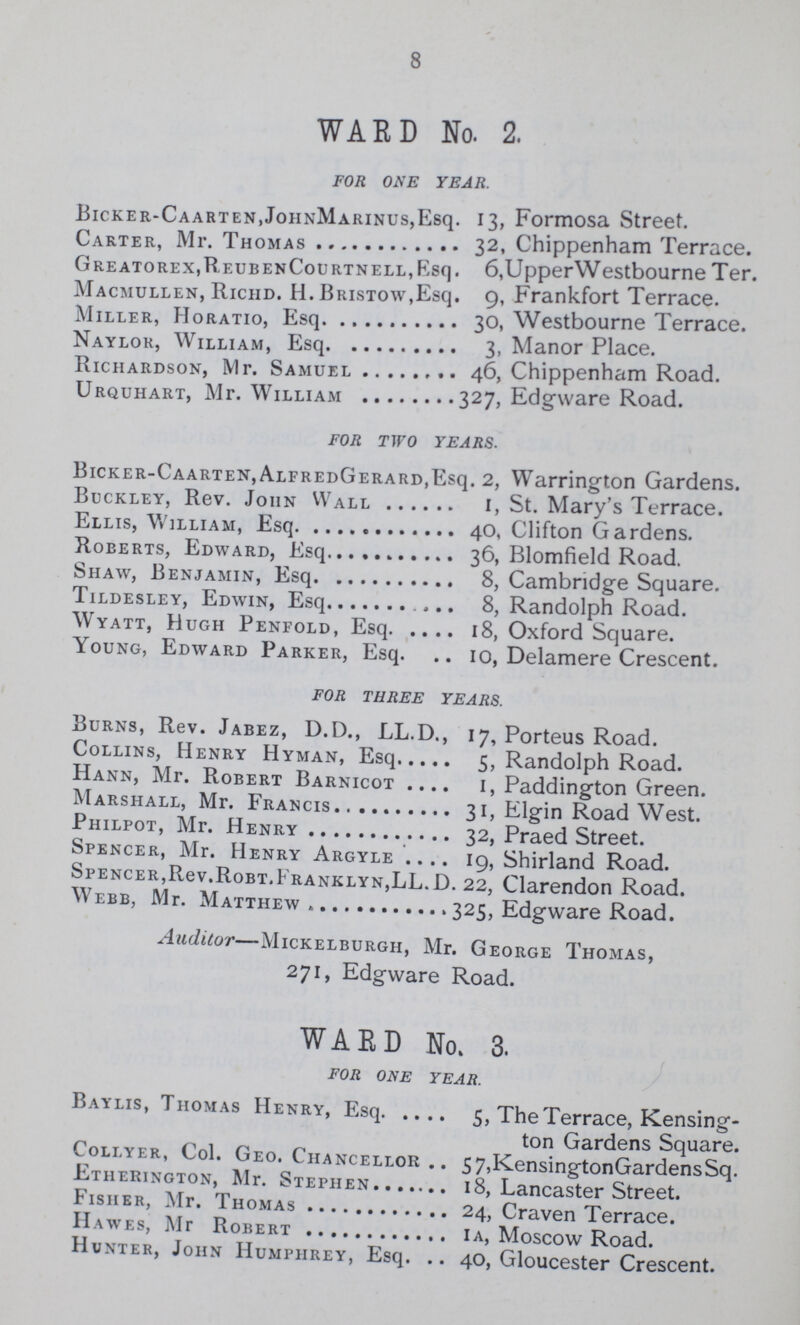 8
WARD No. 2.
FOR ONE YEAR.
BICKER-CAARTEN,JOHNMARINUS,Esq. 13, Formosa Street.
CARTER, Mr. THOMAS ............ 32, Chippenham Terrace.
GREATOREX,REUBENCOURTNELL,Esq. 6,UpperWestbourne Ter.
MACMULLEN, RICHD. H. BRISTOW,Esq. 9, Frankfort Terrace.
MILLER, HORATIO, Esq. .......... 30, Westbourne Terrace.
NAYLOR, WILLIAM, Esq. .......... 3, Manor Place.
RICHARDSON, Mr. SAMUEL ........ 46, Chippenham Road.
URQUHART, Mr. WILLIAM ........327, Edgware Road.
FOR TWO YEARS.
BICKER-CAARTEN,ALFREDGERARD,Esq. 2, Warrington Gardens.
BUCKLEY, Rev. JOHN WALL ...... 1, St. Mary's Terrace.
ELLIS, WILLIAM, Esq. ............ 40, Clifton Gardens.
ROBERTS, EDWARD, Esq........... 36, Blomfield Road.
SHAW, BENJAMIN, Esq. .......... 8, Cambridge Square.
TILDESLEY, EDWIN, Esq........... 8, Randolph Road.
WYATT, HUGH PENFOLD, Esq. .... 18, Oxford Square.
YOUNG, EDWARD PARKER, Esq. .. 10, Delamere Crescent.
FOR THREE YEARS.
BURNS, Rev. JABEZ, D.D., LL.D., 17, Porteus Road.
COLLINS, HENRY HYMAN, Esq..... 5, Randolph Road.
HANN, Mr. ROBERT BARNICOT .... 1, Paddington Green.
MARSHALL, Mr. FRANCIS.......... 31, Elgin Road West.
PHILPOT, Mr. HENRY ............ 32, Praed Street.
SPENCER, Mr. HENRY ARGYLE .... 19, Shirland Road.
SPENCER,Rev.ROBT.FRANKLYN,LL.D. 22, Clarendon Road.
WEBB, Mr. MATTHEW ............325, Edgware Road.
Auditor—MICKELBURGH, Mr. GEORGE THOMAS,
271, Edgware Road.
WARD No. 3.
FOR ONE YEAR.
BAYLIS, THOMAS HENRY, Esq. .... 5, The Terrace, Kensing-
ton Gardens Square.
COLLYER, Col. GEO. CHANCELLOR .. 57,KensingtonGardensSq.
ETHERINGTON, Mr. STEPHEN....... 18, Lancaster Street.
FISHER, Mr. THOMAS ............ 24, Craven Terrace.
HAWES, Mr ROBERT ............ 1A, Moscow Road.
HUNTER, JOHN HUMPHREY, Esq. .. 40, Gloucester Crescent.